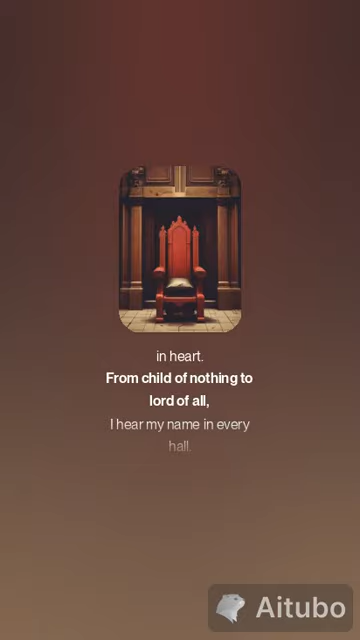 in heart.
From child of nothing to
lord of all,
I hear my name in every
hall.
Aitubo